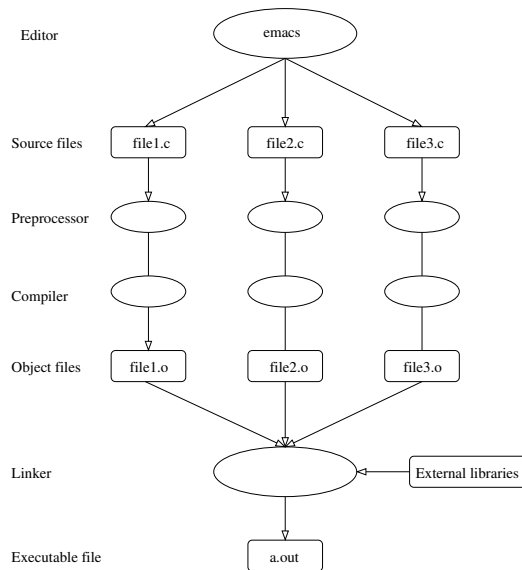 Editor
emacs
Source files
file1.c
file2.c
file3.c
Preprocessor
Compiler
Object files
file1.o
file2.o
file3.o
Linker
External libraries
Executable file
a.out